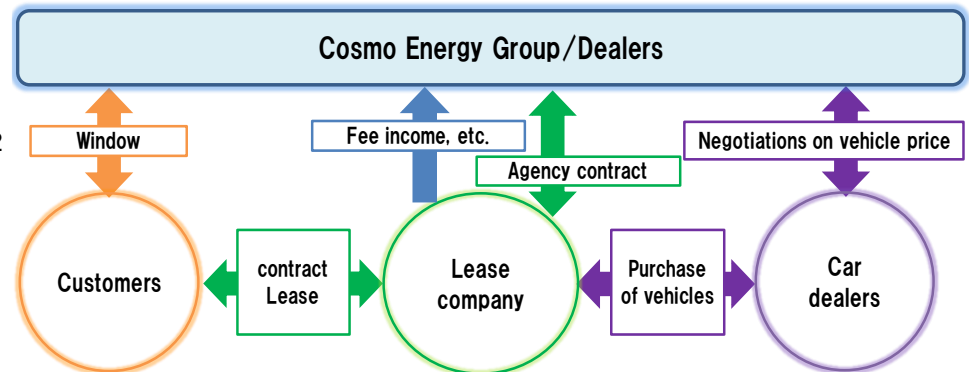 Cosmo Energy Group/Dealers
2
Window
Fee income, etc.
Negotiations on vehicle price
Agency contract
Customers
contract
Lease
Lease
company
Purchase
of vehicles
Car
dealers